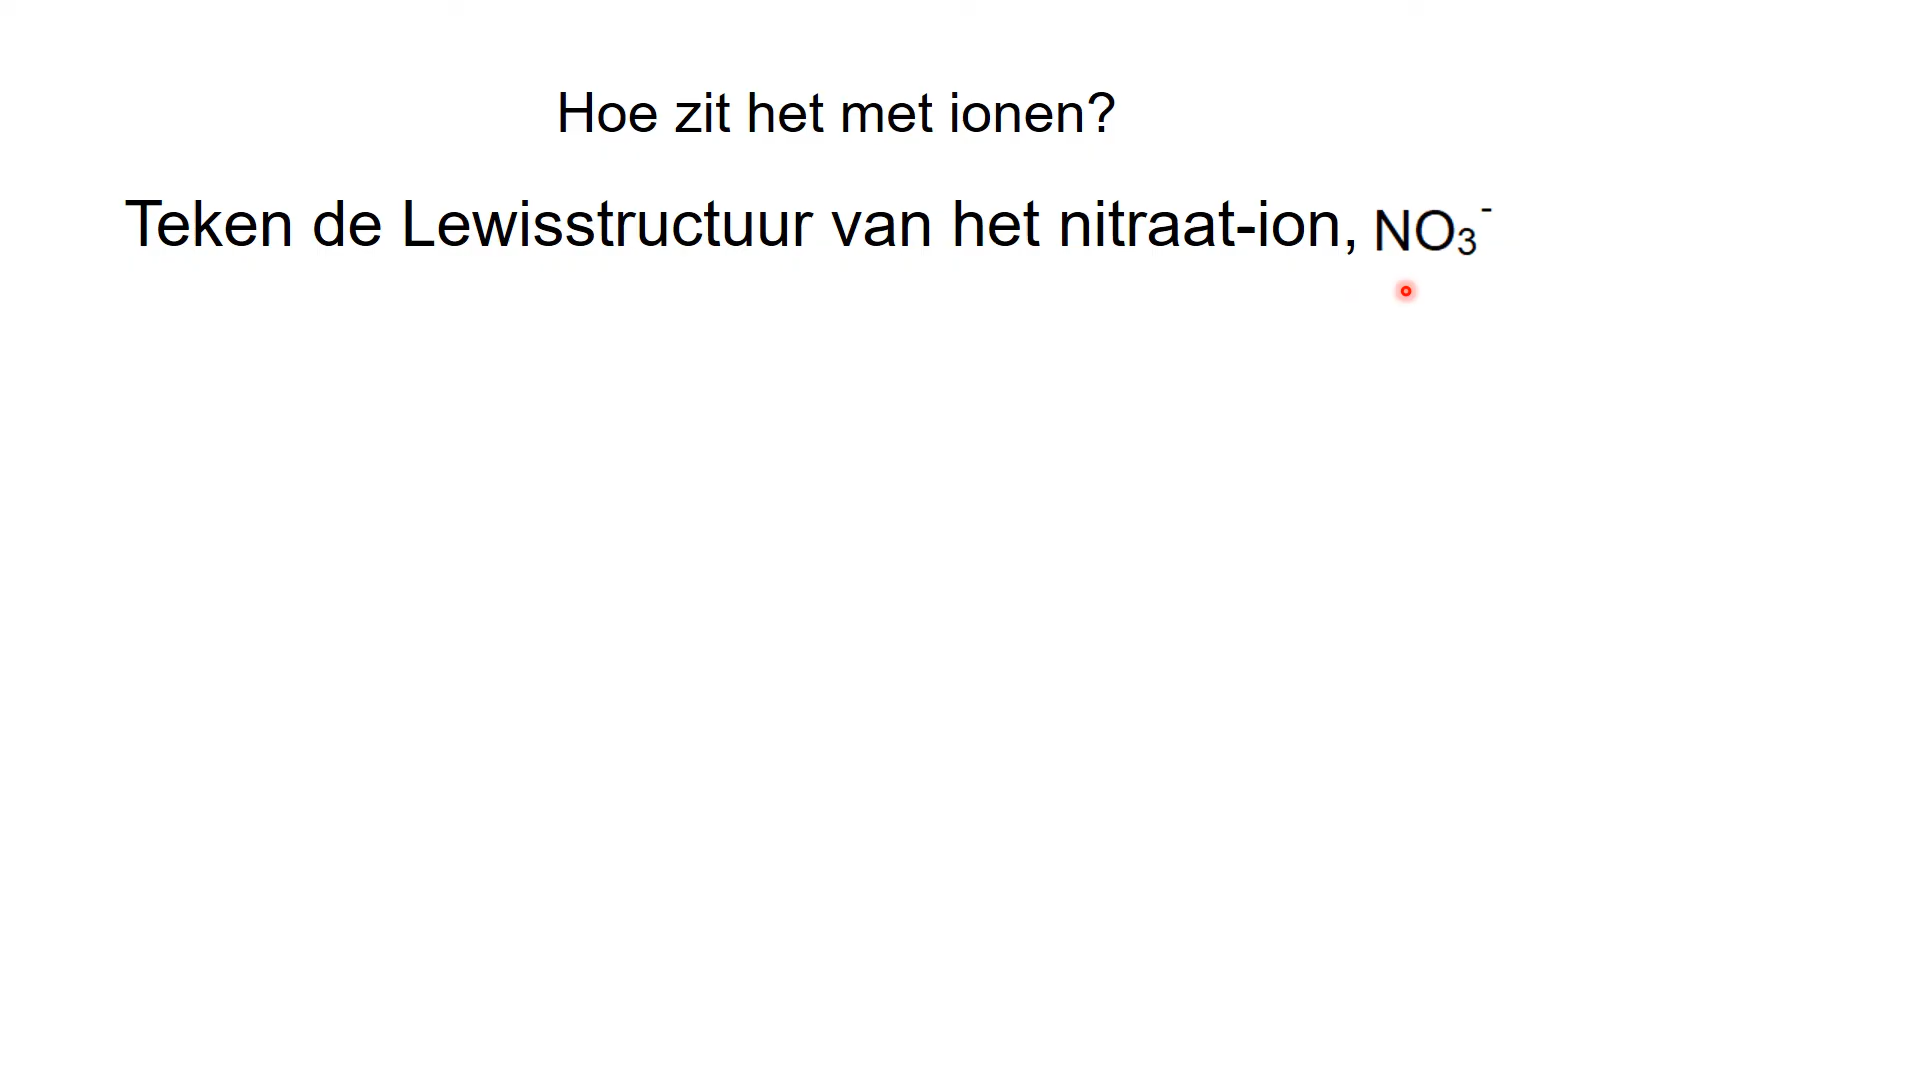 Hoe zit het met ionen?
Teken de Lewisstructuur van het nitraat-ion, NO₃⁻